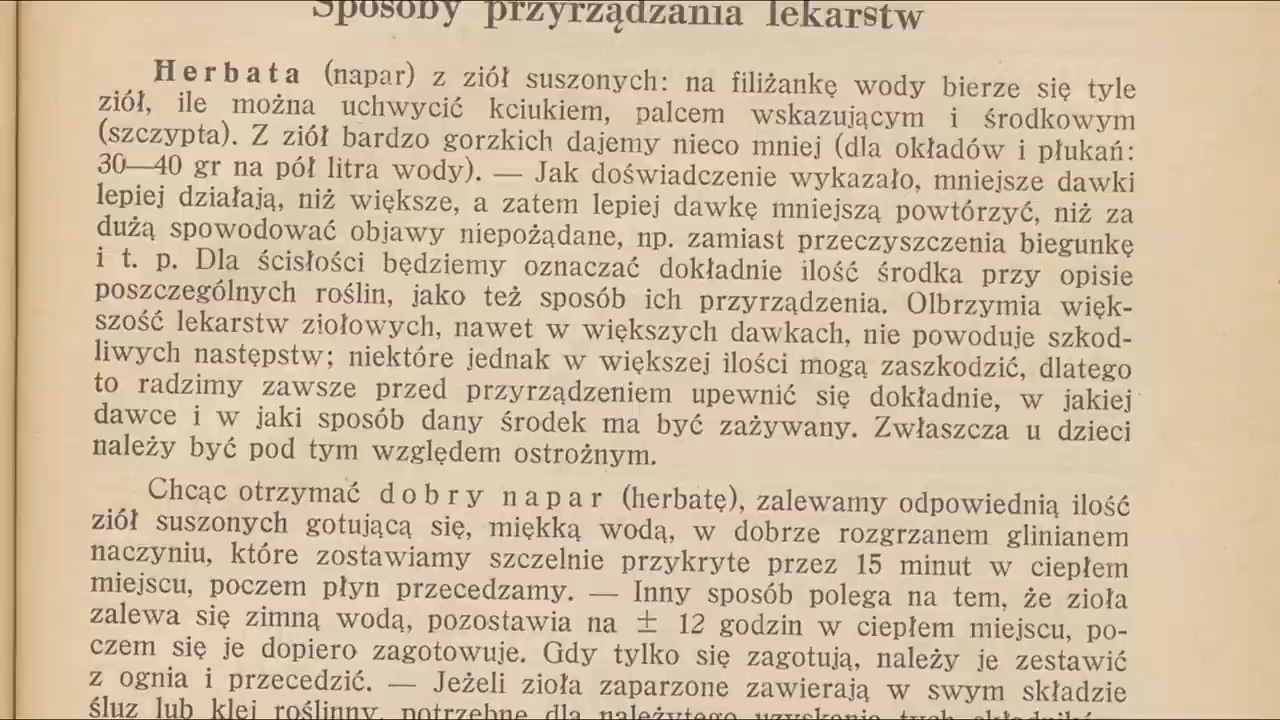 Sposoby przyrządzania lekarstw
Herbata (napar) z ziół suszonych: na filiżankę wody bierze się tyle
ziół, ile można uchwycić kciukiem, palcem wskazującym i środkowym
(szczypta). Z ziół bardzo gorzkich dajemy nieco mniej (dla okładów i płukań:
30—40 gr na pół litra wody). — Jak doświadczenie wykazało, mniejsze dawki
lepiej działają, niż większe, a zatem lepiej dawkę mniejszą powtórzyć, niż za
dużą spowodować objawy niepożądane, np. zamiast przeczyszczenia biegunkę
i t. p. Dla ścisłości będziemy oznaczać dokładnie ilość środka przy opisie
poszczególnych roślin, jako też sposób ich przyrządzenia. Olbrzymia więk-
szość lekarstw ziołowych, nawet w większych dawkach, nie powoduje szkod-
liwych następstw; niektóre jednak w większej ilości mogą zaszkodzić, dlatego
to radzimy zawsze przed przyrządzeniem upewnić się dokładnie, w jakiej
dawce i w jaki sposób dany środek ma być zażywany. Zwłaszcza u dzieci
należy być pod tym względem ostrożnym.
Chcąc otrzymać dobry napar (herbatę), zalewamy odpowiednią ilość
ziół suszonych gotującą się, miękką wodą, w dobrze rozgrzanem glinianem
naczyniu, które zostawiamy szczelnie przykryte przez 15 minut w ciepłem
miejscu, poczem płyn przecedzamy. — Inny sposób polega na tem, że zioła
zalewa się zimną wodą, pozostawia na ± 12 godzin w ciepłem miejscu, po-
czem się je dopiero zagotowuje. Gdy tylko się zagotują, należy je zestawić
z ognia i przecedzić. — Jeżeli zioła zaparzone zawierają w swym składzie
śluz lub klej roślinny, potrzebne dla należytego uzyskania tych